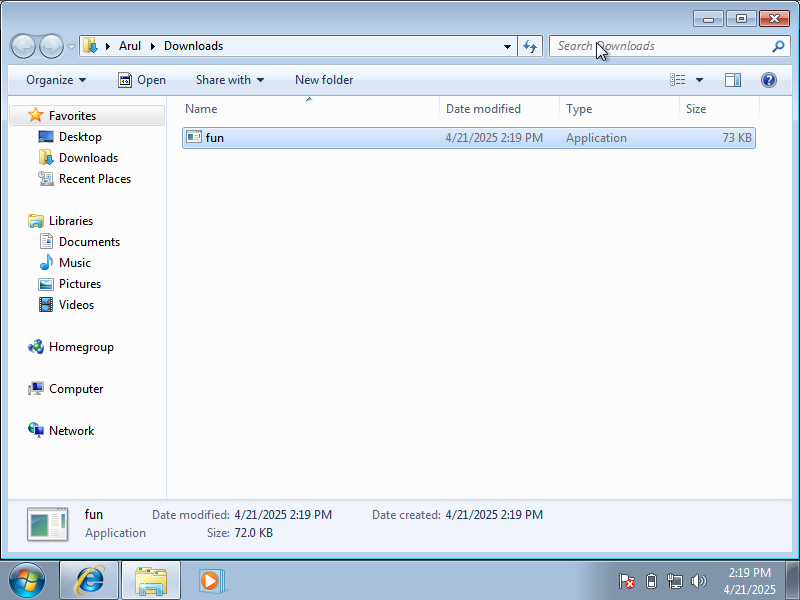 Arul Downloads
Search Downloads
Organize Open Share with New folder
Name Date modified Type Size
fun 4/21/2025 2:19 PM Application 73 KB
Favorites
Desktop
Downloads
Recent Places
Libraries
Documents
Music
Pictures
Videos
Homegroup
Computer
Network
fun Date modified: 4/21/2025 2:19 PM Date created: 4/21/2025 2:19 PM
Application Size: 72.0 KB
2:19 PM
4/21/2025